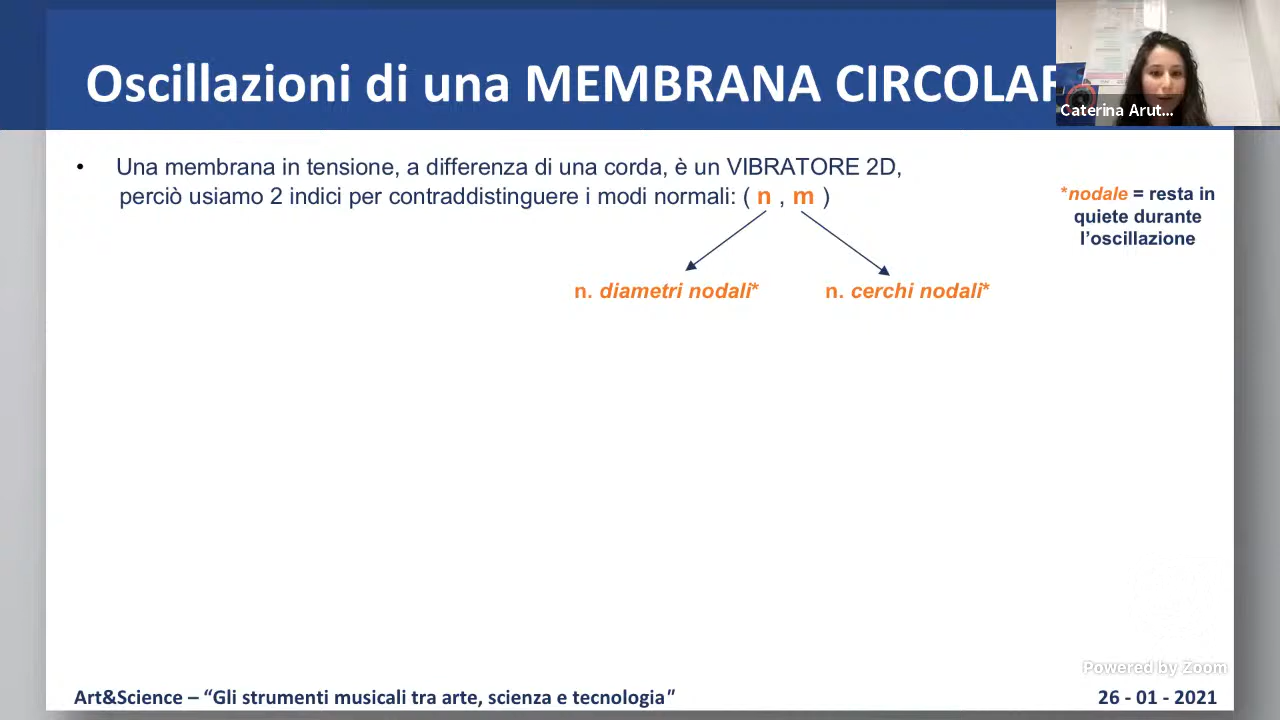 Oscillazioni di una MEMBRANA CIRCOLAR
Caterina Arut...
• Una membrana in tensione, a differenza di una corda, è un VIBRATORE 2D,
perciò usiamo 2 indici per contraddistinguere i modi normali: ( n , m )
*nodale = resta in
quiete durante
l'oscillazione
n. diametri nodali*
n. cerchi nodali*
Powered by Zoom
Art&Science – “Gli strumenti musicali tra arte, scienza e tecnologia"
26 - 01 - 2021